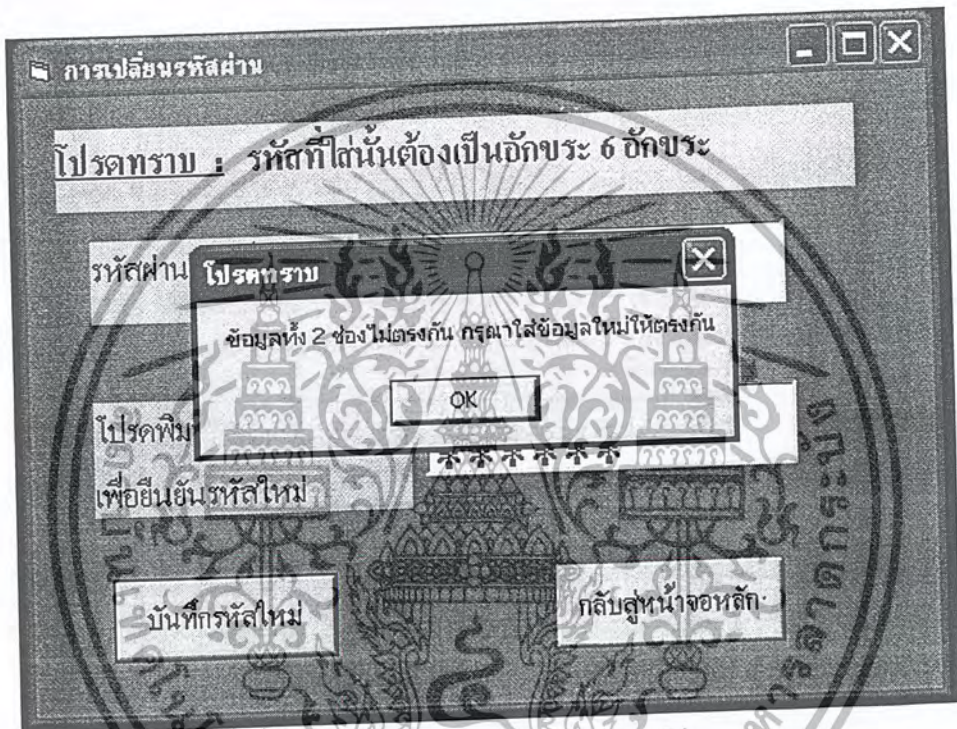 การเปลี่ยนรหัสผ่าน
โปรดทราบ : รหัสที่ใส่นั้นต้องเป็นอักขระ 6 อักขระ
รหัสผ่าน
โปรดทราบ
ข้อมูลทั้ง 2 ช่องไม่ตรงกัน กรุณาใส่ข้อมูลใหม่ให้ตรงกัน
OK
โปรดพิม
******
เพื่อยืนยันรหัสใหม่
บันทึกรหัสใหม่
กลับสู่หน้าจอหลัก